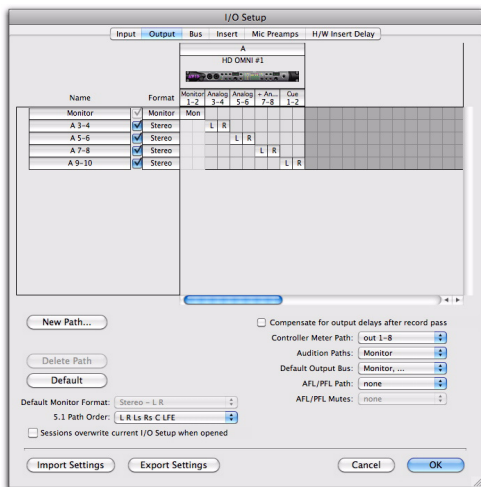 I/O Setup
Input Output Bus Insert Mic Preamps H/W Insert Delay
A
HD OMNI #1
Name Format Monitor 1-2 Analog 3-4 Analog 5-6 + An... 7-8 Cue 1-2
Monitor Monitor Mon
A 3-4 Stereo L R
A 5-6 Stereo L R
A 7-8 Stereo L R
A 9-10 Stereo L R
New Path...
Compensate for output delays after record pass
Controller Meter Path: out 1-8
Delete Path
Audition Paths: Monitor
Default
Default Output Bus: Monitor, ...
AFL/PFL Path: none
Default Monitor Format: Stereo - L R
AFL/PFL Mutes: none
5.1 Path Order: L R Ls Rs C LFE
Sessions overwrite current I/O Setup when opened
Import Settings Export Settings Cancel OK